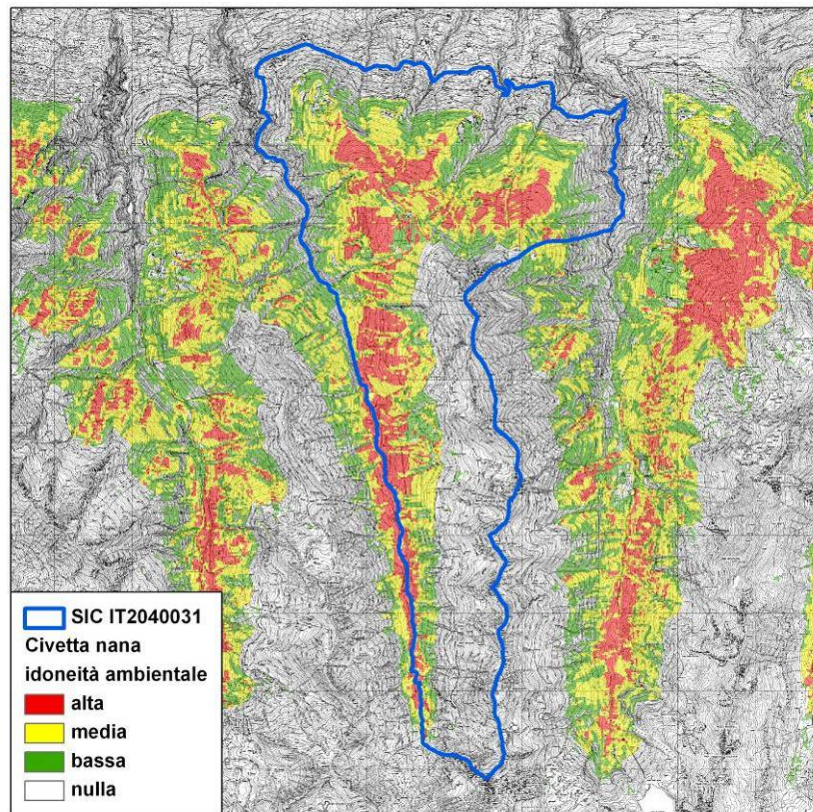 SIC IT2040031
Civetta nana
idoneità ambientale
alta
media
bassa
nulla